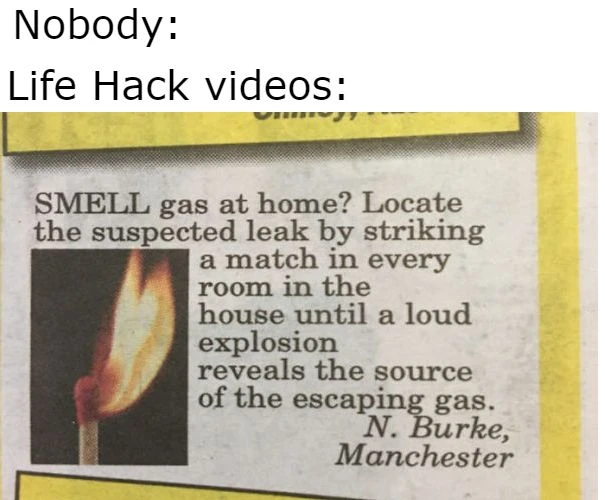 Nobody:
Life Hack videos:
SMELL gas at home? Locate
the suspected leak by striking
a match in every
room in the
house until a loud
explosion
reveals the source
of the escaping gas.
N. Burke,
Manchester